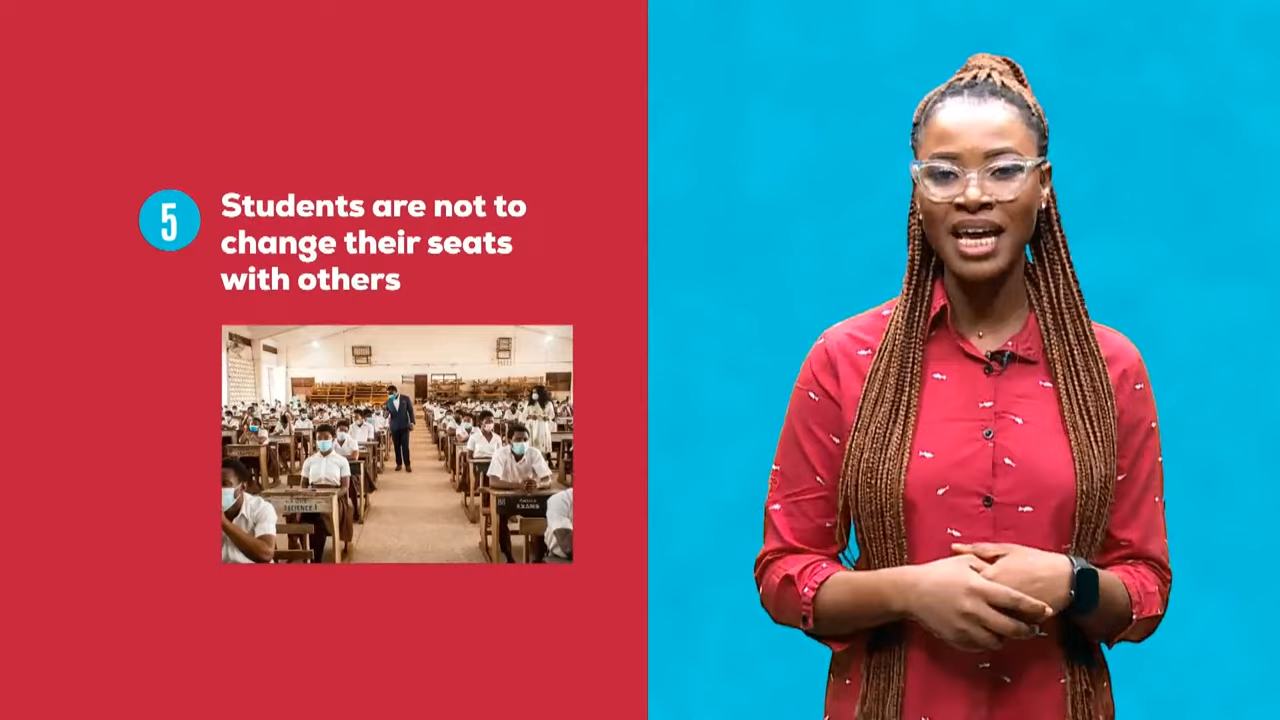 5
Students are not to
change their seats
with others
SCIENCE
EXAMS